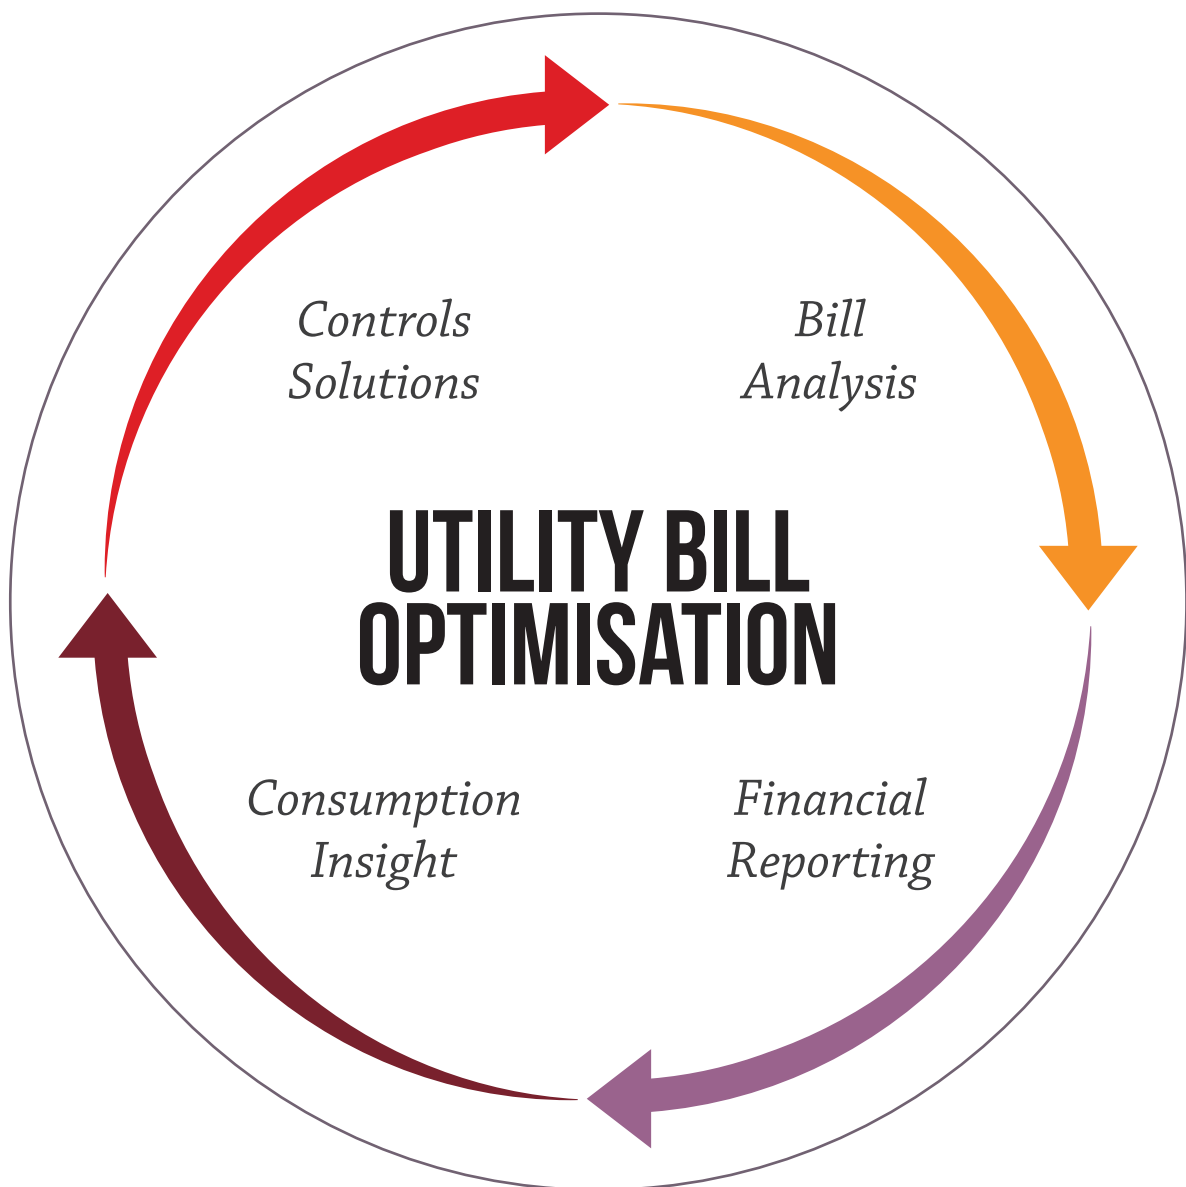 Controls
Solutions
Bill
Analysis
UTILITY BILL
OPTIMISATION
Consumption
Insight
Financial
Reporting